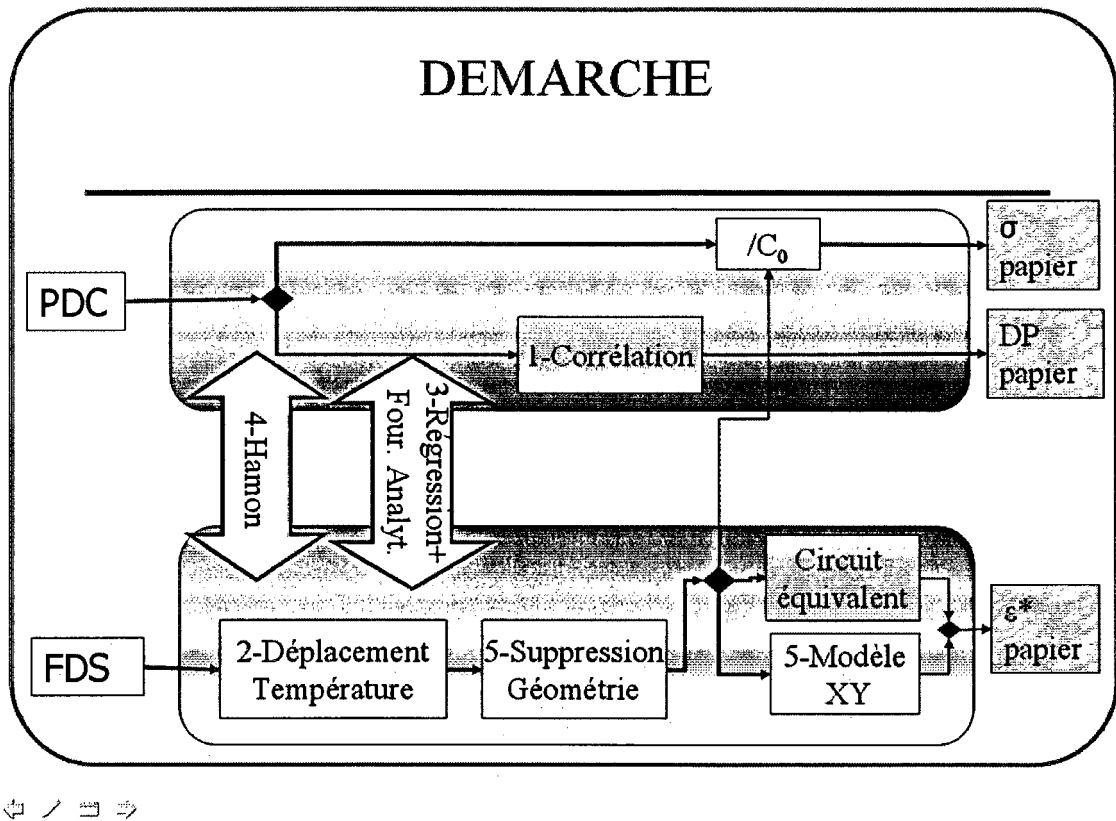 DEMARCHE
/C₀
σ
papier
PDC
1-Corrélation
DP
papier
4-Hamon
3-Régression+
Four. Analyt.
Circuit
équivalent
ε*
papier
FDS
2-Déplacement
Température
5-Suppression
Géométrie
5-Modèle
XY